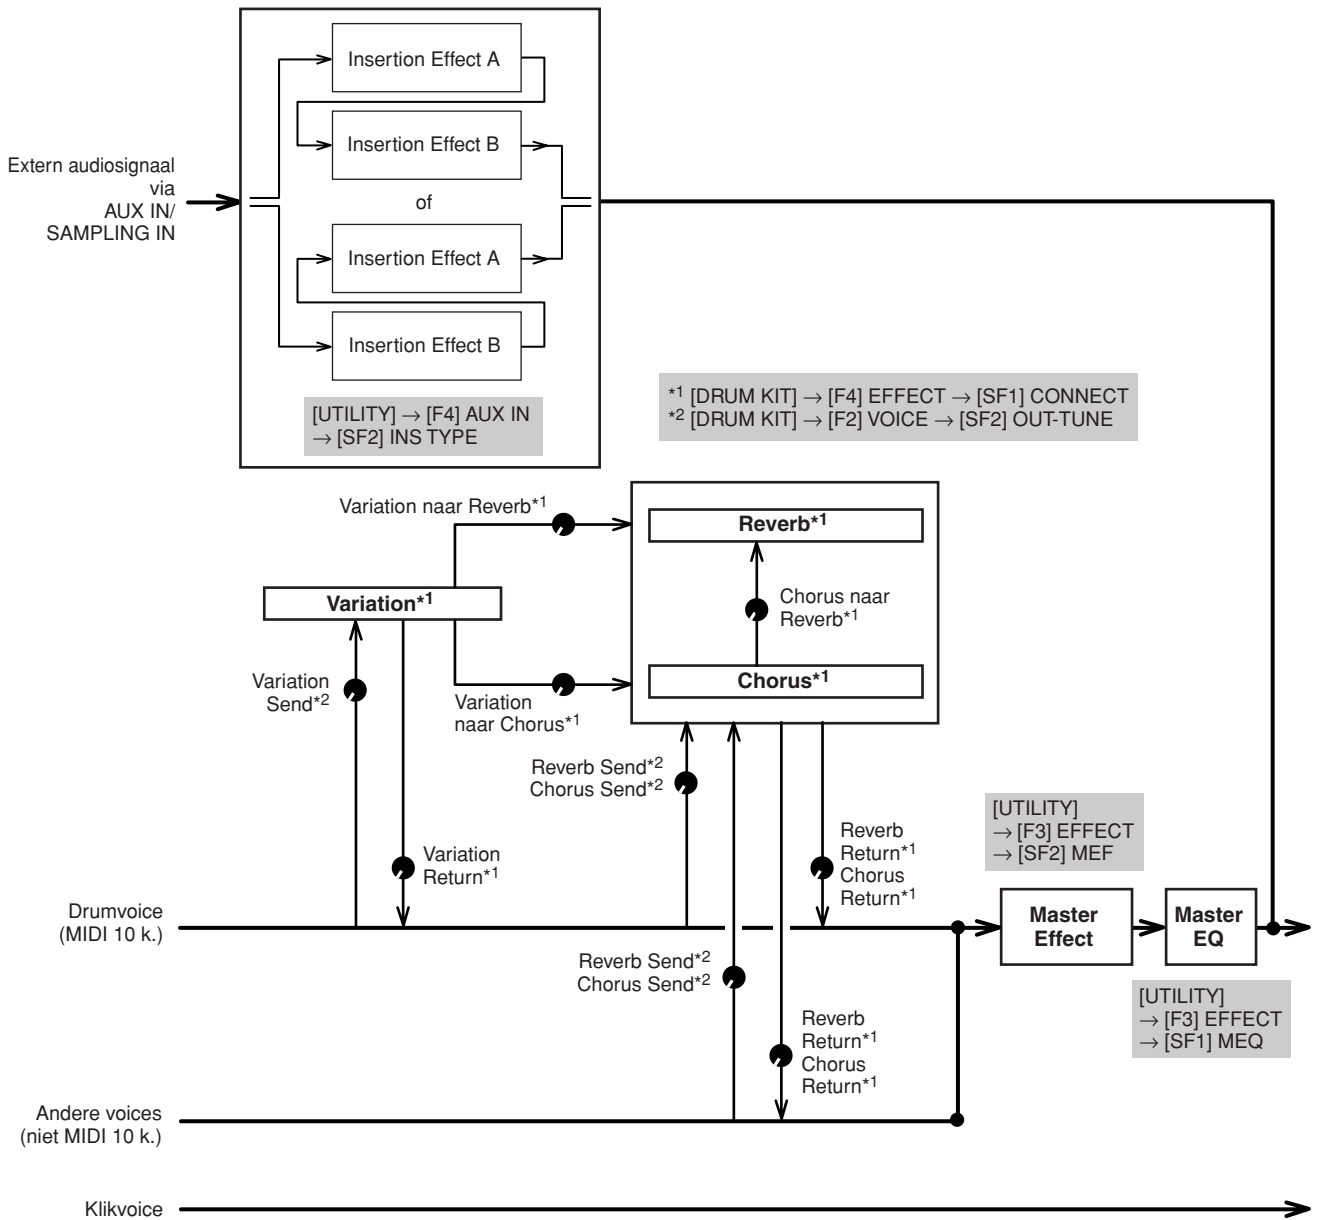 Insertion Effect A
Insertion Effect B
Extern audiosignaal
via
AUX IN/
SAMPLING IN
of
Insertion Effect A
Insertion Effect B
[UTILITY] → [F4] AUX IN
→ [SF2] INS TYPE
*1 [DRUM KIT] → [F4] EFFECT → [SF1] CONNECT
*2 [DRUM KIT] → [F2] VOICE → [SF2] OUT-TUNE
Variation naar Reverb*1
Reverb*1
Variation*1
Chorus naar
Reverb*1
Variation
Send*2
Chorus*1
Variation
naar Chorus*1
Reverb Send*2
Chorus Send*2
Variation
Return*1
Reverb
Return*1
Chorus
Return*1
[UTILITY]
→ [F3] EFFECT
→ [SF2] MEF
Drumvoice
(MIDI 10 k.)
Master
Effect
Master
EQ
Reverb Send*2
Chorus Send*2
[UTILITY]
→ [F3] EFFECT
→ [SF1] MEQ
Reverb
Return*1
Chorus
Return*1
Andere voices
(niet MIDI 10 k.)
Klikvoice